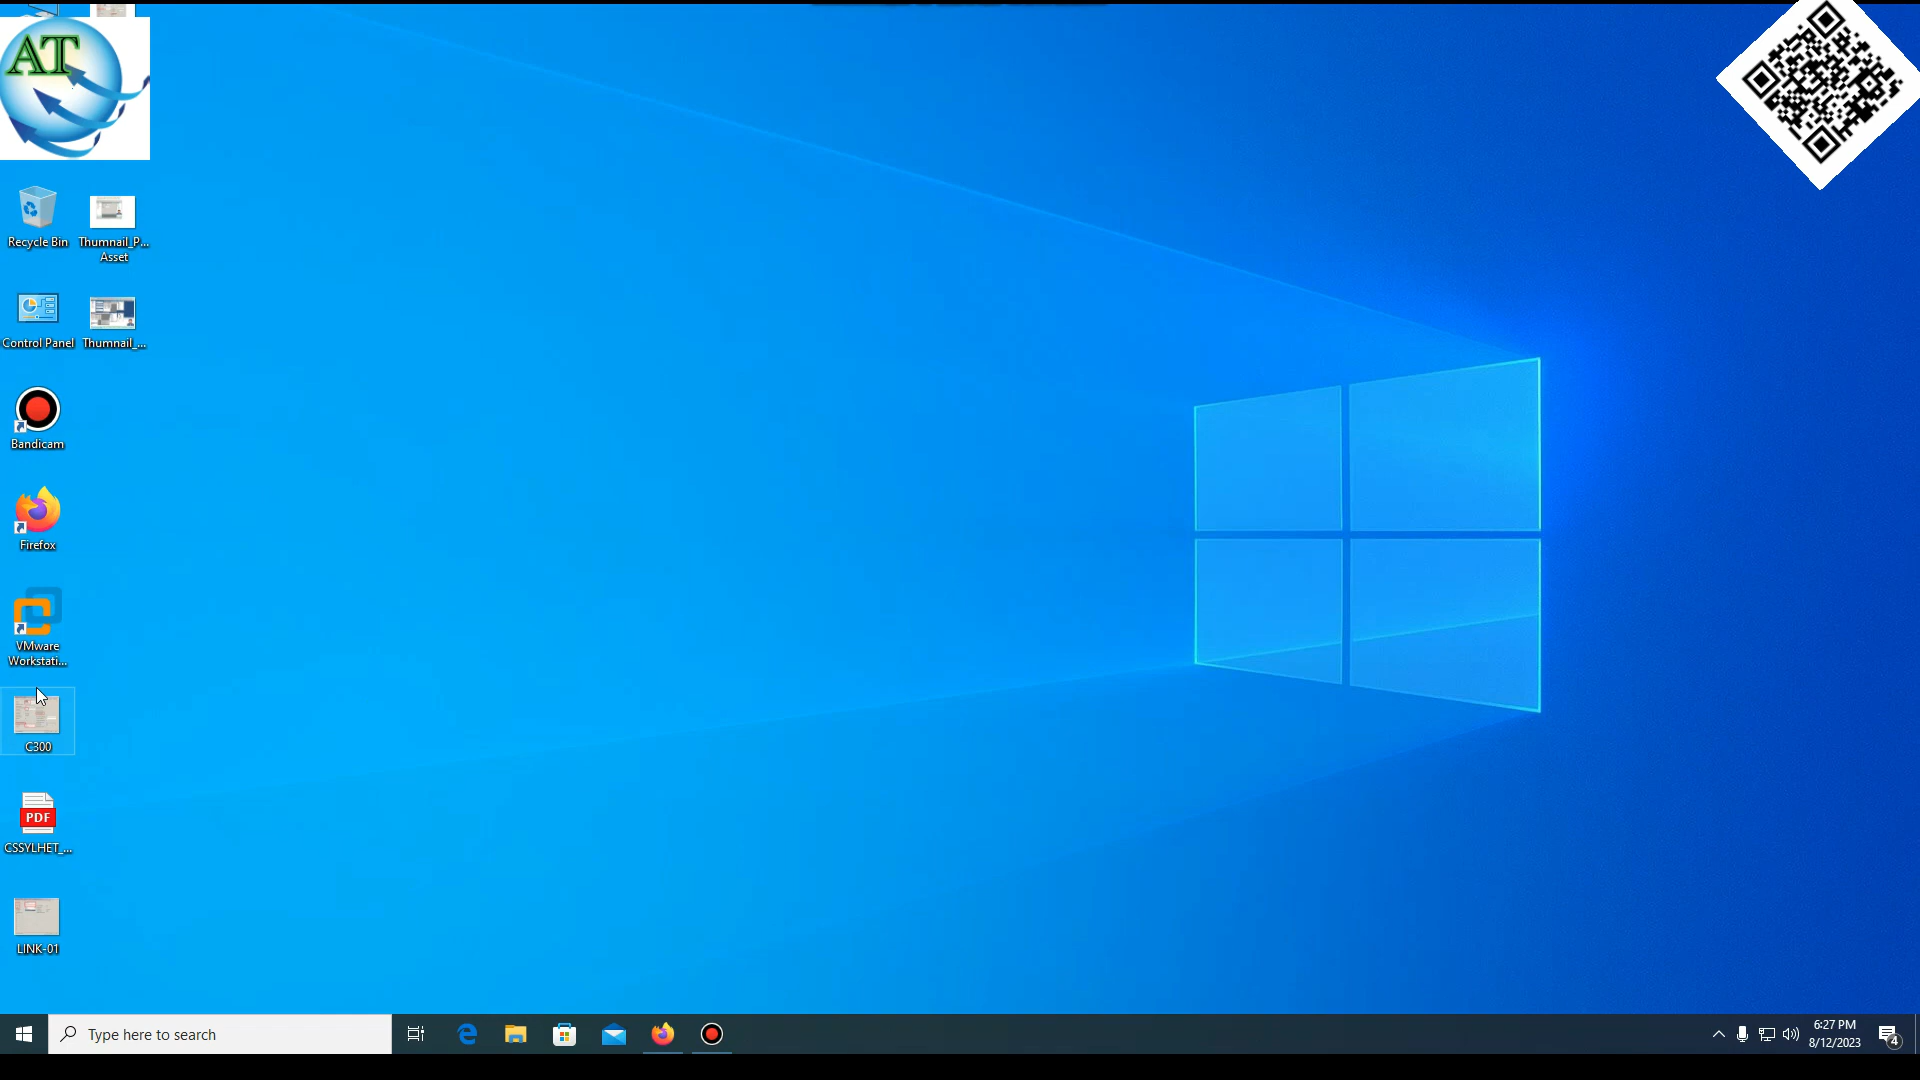 AT
Recycle Bin
Thumnail_P...
Asset
Control Panel
Thumnail_...
Bandicam
Firefox
VMware
Workstati...
C300
PDF
CSSYLHET_...
LINK-01
Type here to search
6:27 PM
8/12/2023
4